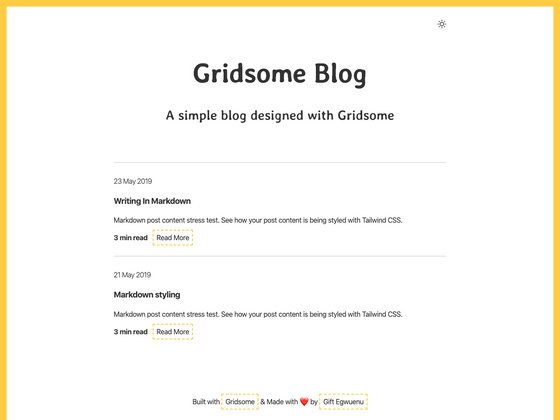 Gridsome Blog
A simple blog designed with Gridsome
23 May 2019
Writing In Markdown
Markdown post content stress test. See how your post content is being styled with Tailwind CSS.
3 min read Read More
21 May 2019
Markdown styling
Markdown post content stress test. See how your post content is being styled with Tailwind CSS.
3 min read Read More
Built with Gridsome & Made with ❤️ by Gift Egwuenu